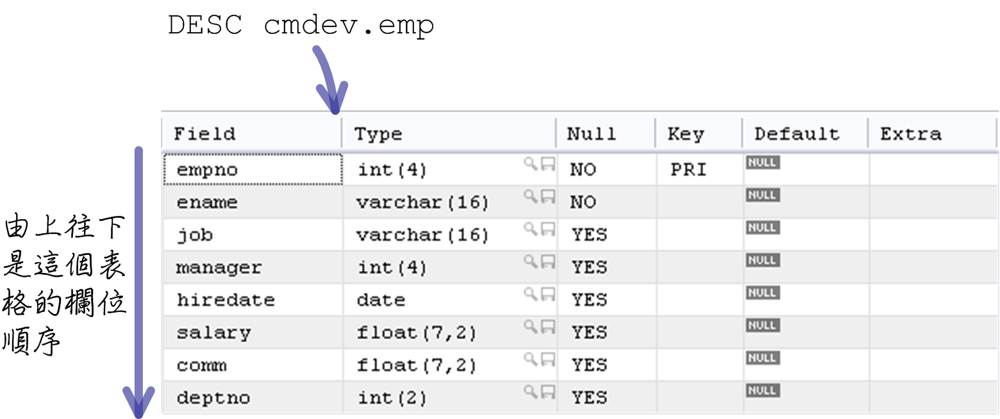 DESC cmdev.emp
Field Type Null Key Default Extra
empno int(4) NO PRI NULL
ename varchar(16) NO NULL
job varchar(16) YES NULL
manager int(4) YES NULL
hiredate date YES NULL
salary float(7,2) YES NULL
comm float(7,2) YES NULL
deptno int(2) YES NULL
由上往下
是這個表
格的欄位
順序